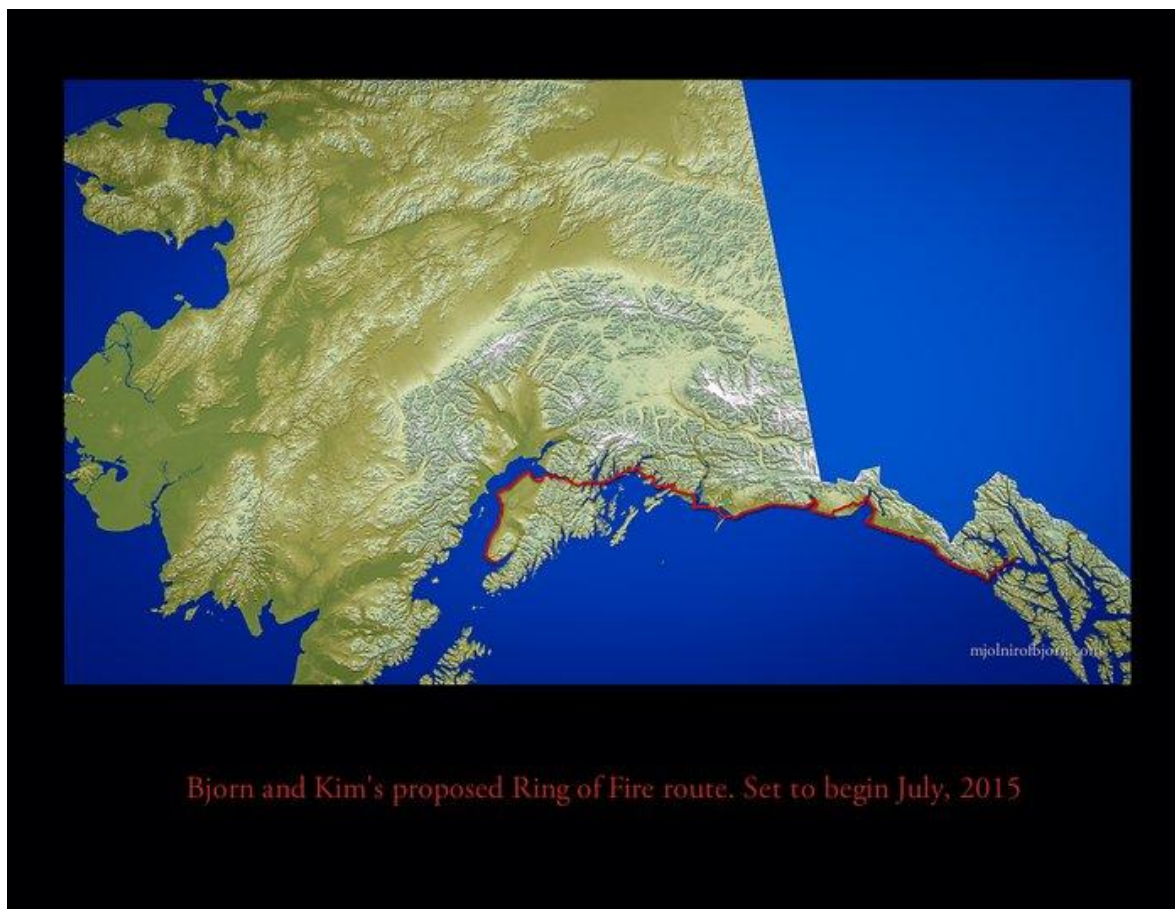 mjolnirofbjorn.com
Bjorn and Kim's proposed Ring of Fire route. Set to begin July, 2015